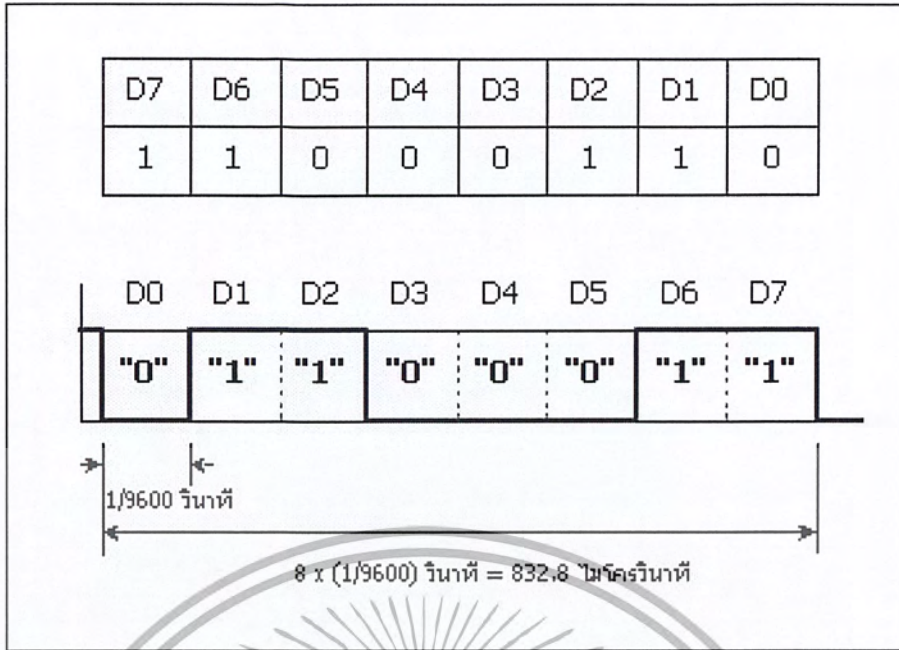 D7 D6 D5 D4 D3 D2 D1 D0
1 1 0 0 0 1 1 0
D0 D1 D2 D3 D4 D5 D6 D7
"0" "1" "1" "0" "0" "0" "1" "1"
1/9600 วินาที
8 x (1/9600) วินาที = 832.8 ไมโครวินาที